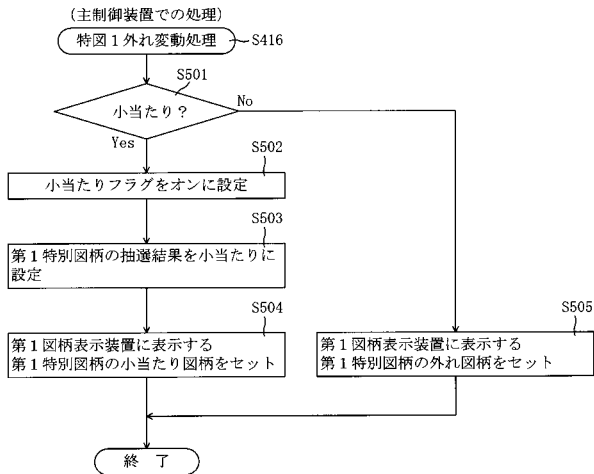 (主制御装置での処理)
特図1外れ変動処理
S416
S501
小当たり?
No
Yes
S502
小当たりフラグをオンに設定
S503
第1特別図柄の抽選結果を小当たりに
設定
S504
第1図柄表示装置に表示する
第1特別図柄の小当たり図柄をセット
S505
第1図柄表示装置に表示する
第1特別図柄の外れ図柄をセット
終 了